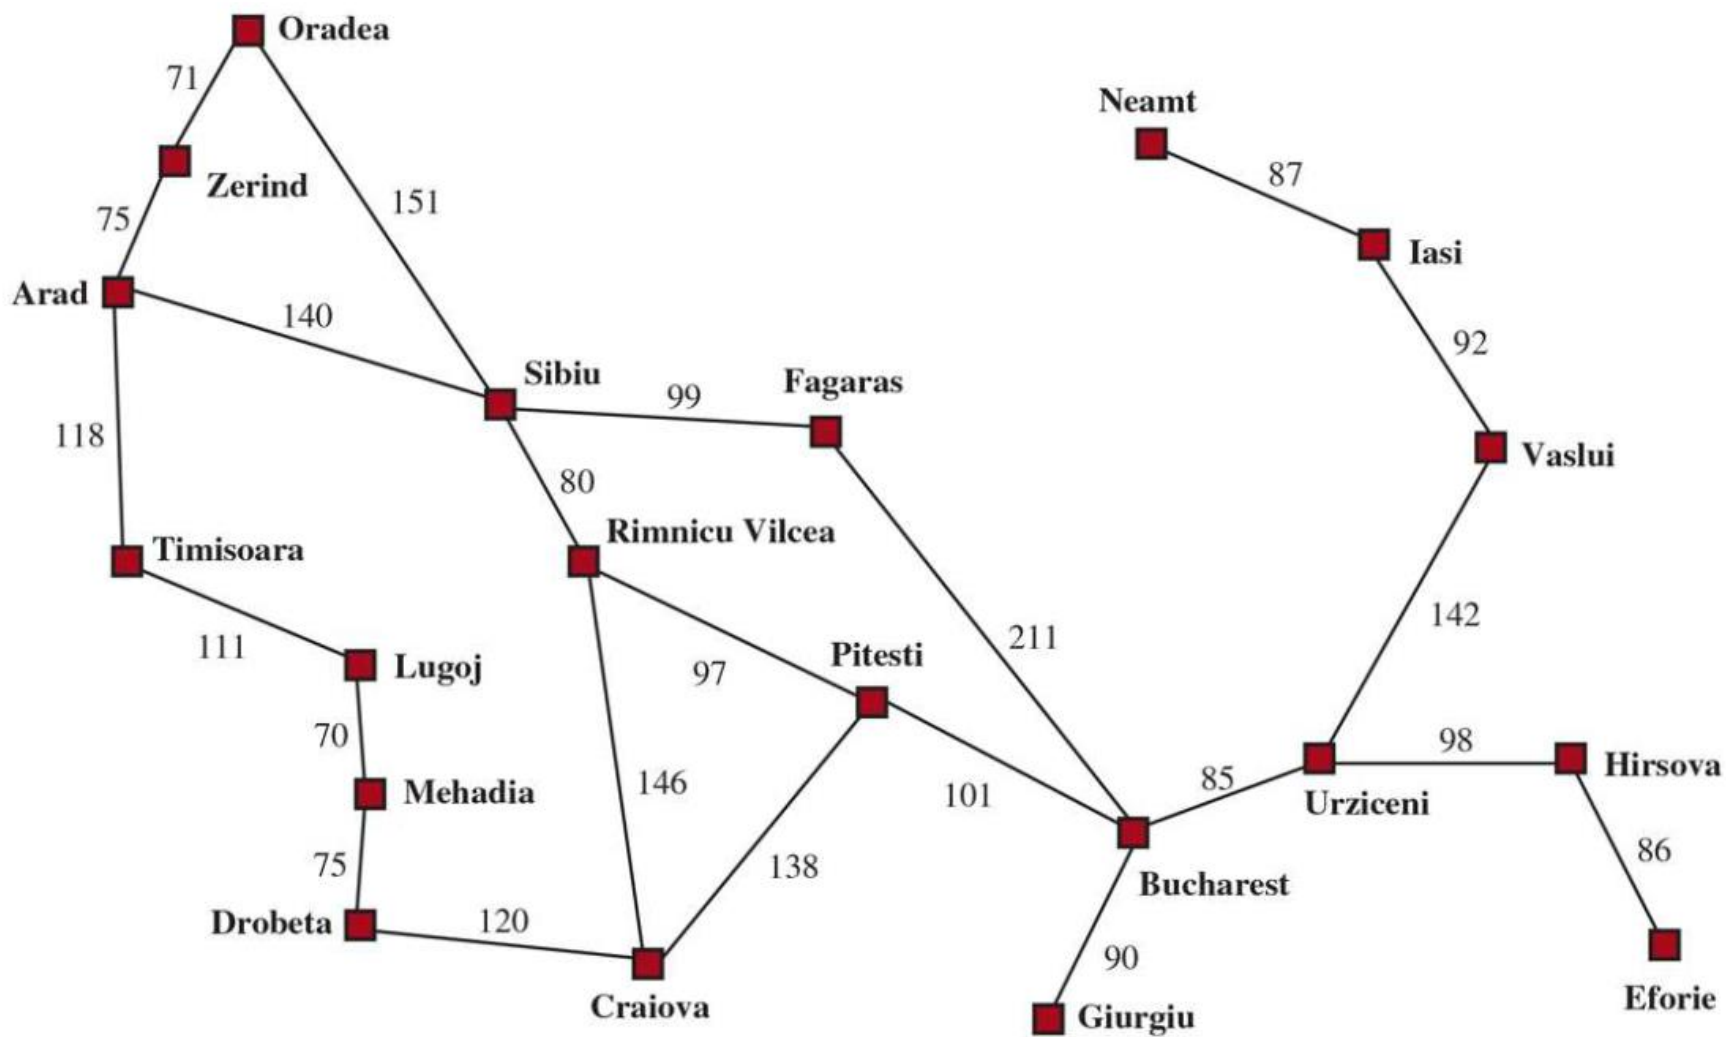 Oradea
71
Neamt
87
Zerind
151
75
Iasi
Arad
140
92
Sibiu
99
Fagaras
118
Vaslui
80
Rimnicu Vilcea
Timisoara
142
211
111
Lugoj
97
Pitesti
70
98
Hirsova
146
101
85
Urziceni
Mehadia
75
138
86
Bucharest
Drobeta
120
90
Craiova
Giurgiu
Eforie